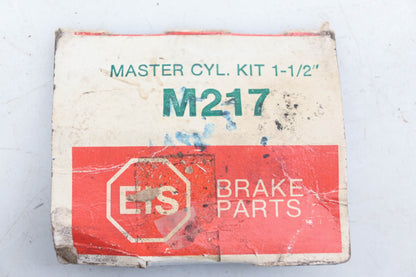 MASTER CYL. KIT 1-1/2"
M217
EIS
BRAKE
PARTS